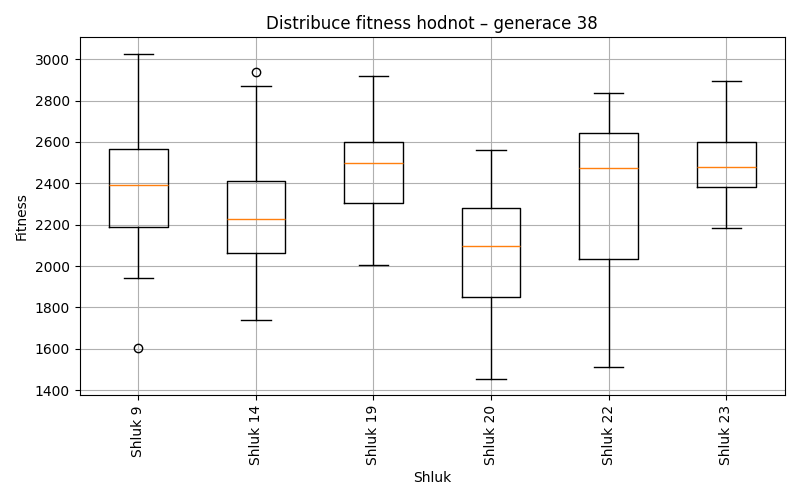 Distribuce fitness hodnot – generace 38
Fitness
3000
2800
2600
2400
2200
2000
1800
1600
1400
Shluk 9
Shluk 14
Shluk 19
Shluk 20
Shluk 22
Shluk 23
Shluk